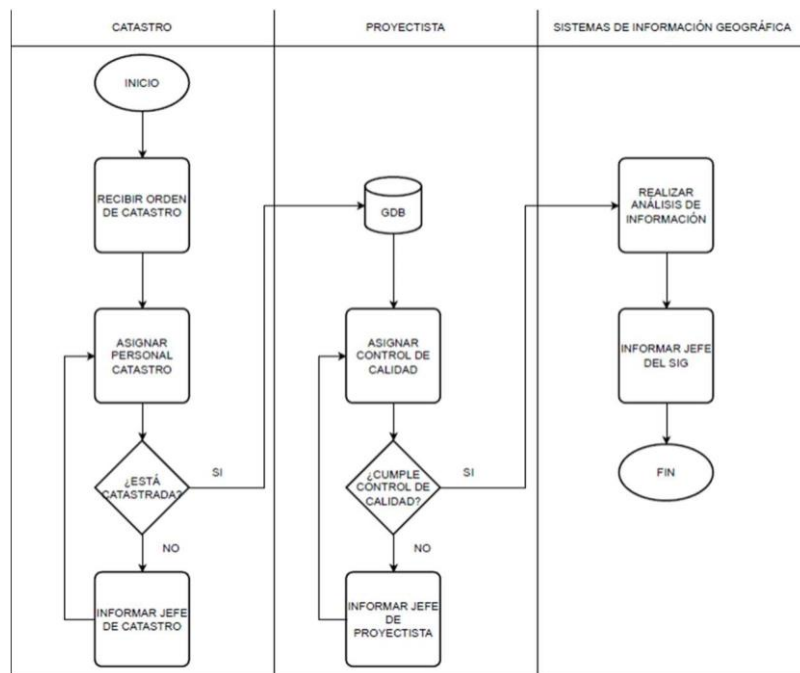 CATASTRO
PROYECTISTA
SISTEMAS DE INFORMACIÓN GEOGRÁFICA
INICIO
RECIBIR ORDEN
DE CATASTRO
ASIGNAR
PERSONAL
CATASTRO
¿ESTÁ
CATASTRADA?
SI
NO
INFORMAR JEFE
DE CATASTRO
GDB
ASIGNAR
CONTROL DE
CALIDAD
¿CUMPLE
CONTROL DE
CALIDAD?
SI
NO
INFORMAR JEFE
DE
PROYECTISTA
REALIZAR
ANÁLISIS DE
INFORMACIÓN
INFORMAR JEFE
DEL SIG
FIN